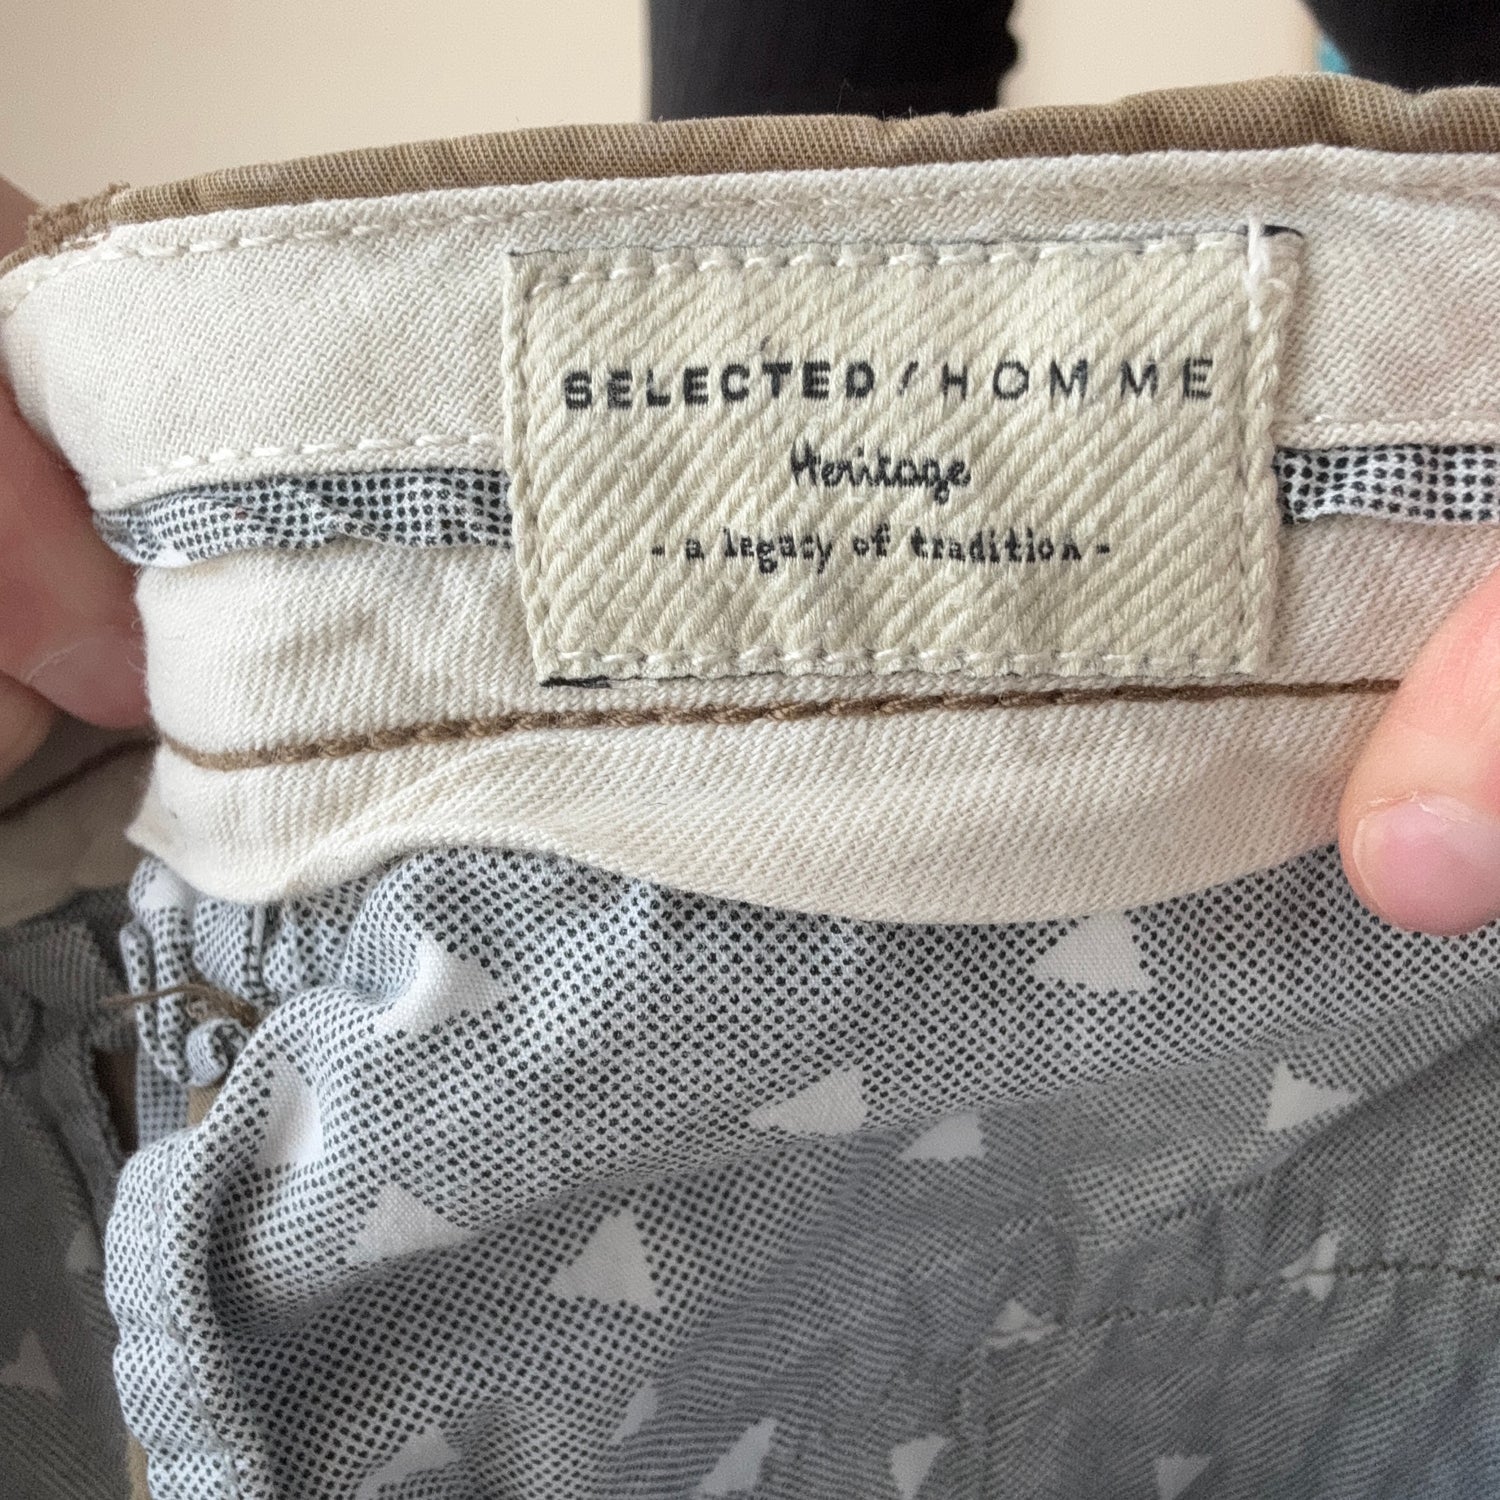 SELECTED / HOMME
Heritage
- a legacy of tradition -